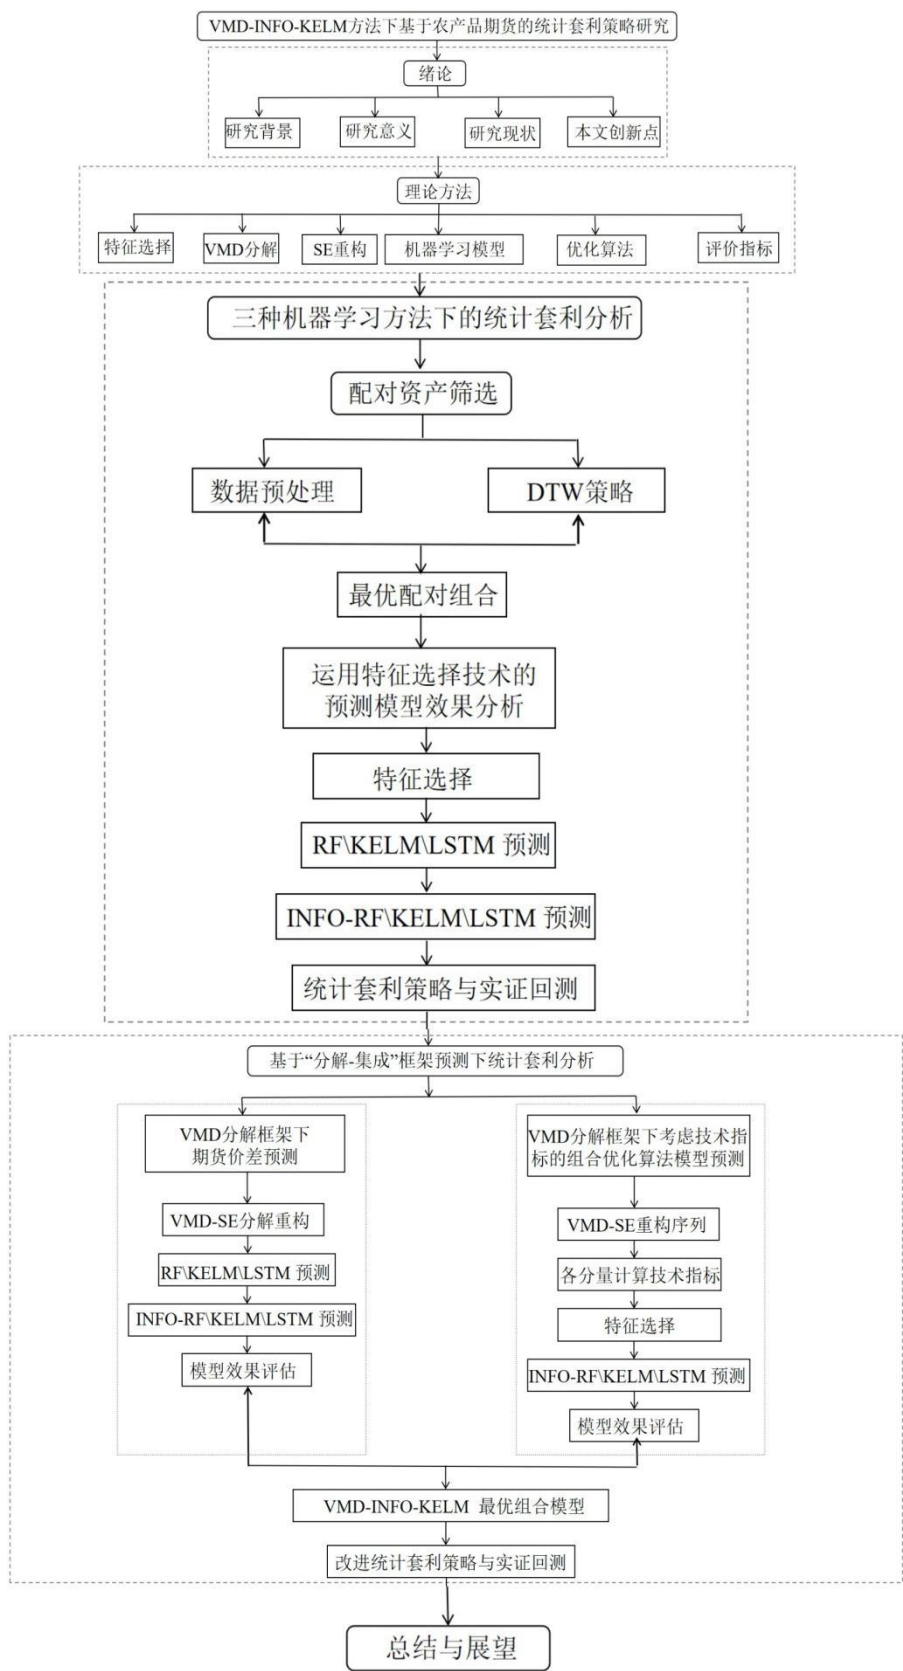 VMD-INFO-KELM方法下基于农产品期货的统计套利策略研究
绪论
研究背景
研究意义
研究现状
本文创新点
理论方法
特征选择
VMD分解
SE重构
机器学习模型
优化算法
评价指标
三种机器学习方法下的统计套利分析
配对资产筛选
数据预处理
DTW策略
最优配对组合
运用特征选择技术的
预测模型效果分析
特征选择
RF\KELM\LSTM 预测
INFO-RF\KELM\LSTM 预测
统计套利策略与实证回测
基于“分解-集成”框架预测下统计套利分析
VMD分解框架下
期货价差预测
VMD-SE分解重构
RF\KELM\LSTM 预测
INFO-RF\KELM\LSTM 预测
模型效果评估
VMD分解框架下考虑技术指
标的组合优化算法模型预测
VMD-SE重构序列
各分量计算技术指标
特征选择
INFO-RF\KELM\LSTM 预测
模型效果评估
VMD-INFO-KELM 最优组合模型
改进统计套利策略与实证回测
总结与展望